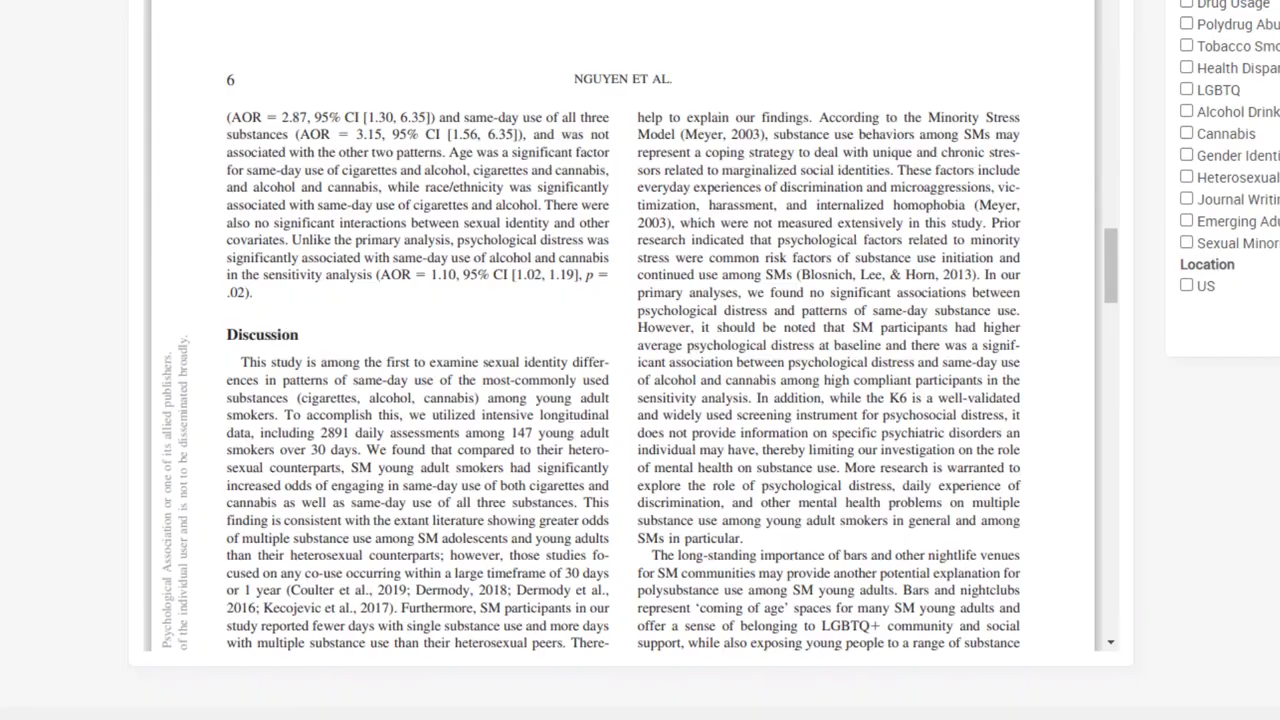 6
NGUYEN ET AL.
(AOR = 2.87, 95% CI [1.30, 6.35]) and same-day use of all three
substances (AOR = 3.15, 95% CI [1.56, 6.35]), and was not
associated with the other two patterns. Age was a significant factor
for same-day use of cigarettes and alcohol, cigarettes and cannabis,
and alcohol and cannabis, while race/ethnicity was significantly
associated with same-day use of cigarettes and alcohol. There were
also no significant interactions between sexual identity and other
covariates. Unlike the primary analysis, psychological distress was
significantly associated with same-day use of alcohol and cannabis
in the sensitivity analysis (AOR = 1.10, 95% CI [1.02, 1.19], p =
.02).
Discussion
This study is among the first to examine sexual identity differ-
ences in patterns of same-day use of the most-commonly used
substances (cigarettes, alcohol, cannabis) among young adult
smokers. To accomplish this, we utilized intensive longitudinal
data, including 2891 daily assessments among 147 young adult
smokers over 30 days. We found that compared to their hetero-
sexual counterparts, SM young adult smokers had significantly
increased odds of engaging in same-day use of both cigarettes and
cannabis as well as same-day use of all three substances. This
finding is consistent with the extant literature showing greater odds
of multiple substance use among SM adolescents and young adults
than their heterosexual counterparts; however, those studies fo-
cused on any co-use occurring within a large timeframe of 30 days
or 1 year (Coulter et al., 2019; Dermody, 2018; Dermody et al.,
2016; Kecojevic et al., 2017). Furthermore, SM participants in our
study reported fewer days with single substance use and more days
with multiple substance use than their heterosexual peers. There-
help to explain our findings. According to the Minority Stress
Model (Meyer, 2003), substance use behaviors among SMs may
represent a coping strategy to deal with unique and chronic stres-
sors related to marginalized social identities. These factors include
everyday experiences of discrimination and microaggressions, vic-
timization, harassment, and internalized homophobia (Meyer,
2003), which were not measured extensively in this study. Prior
research indicated that psychological factors related to minority
stress were common risk factors of substance use initiation and
continued use among SMs (Blosnich, Lee, & Horn, 2013). In our
primary analyses, we found no significant associations between
psychological distress and patterns of same-day substance use.
However, it should be noted that SM participants had higher
average psychological distress at baseline and there was a signif-
icant association between psychological distress and same-day use
of alcohol and cannabis among high compliant participants in the
sensitivity analysis. In addition, while the K6 is a well-validated
and widely used screening instrument for psychosocial distress, it
does not provide information on specific psychiatric disorders an
individual may have, thereby limiting our investigation on the role
of mental health on substance use. More research is warranted to
explore the role of psychological distress, daily experience of
discrimination, and other mental health problems on multiple
substance use among young adult smokers in general and among
SMs in particular.
The long-standing importance of bars and other nightlife venues
for SM communities may provide another potential explanation for
polysubstance use among SM young adults. Bars and nightclubs
represent ‘coming of age’ spaces for many SM young adults and
offer a sense of belonging to LGBTQ+ community and social
support, while also exposing young people to a range of substance
Psychological Association or one of its allied publishers.
of the individual user and is not to be disseminated broadly.
Drug Usage
Polydrug Abu
Tobacco Smo
Health Dispar
LGBTQ
Alcohol Drink
Cannabis
Gender Identi
Heterosexual
Journal Writin
Emerging Ad
Sexual Minor
Location
US